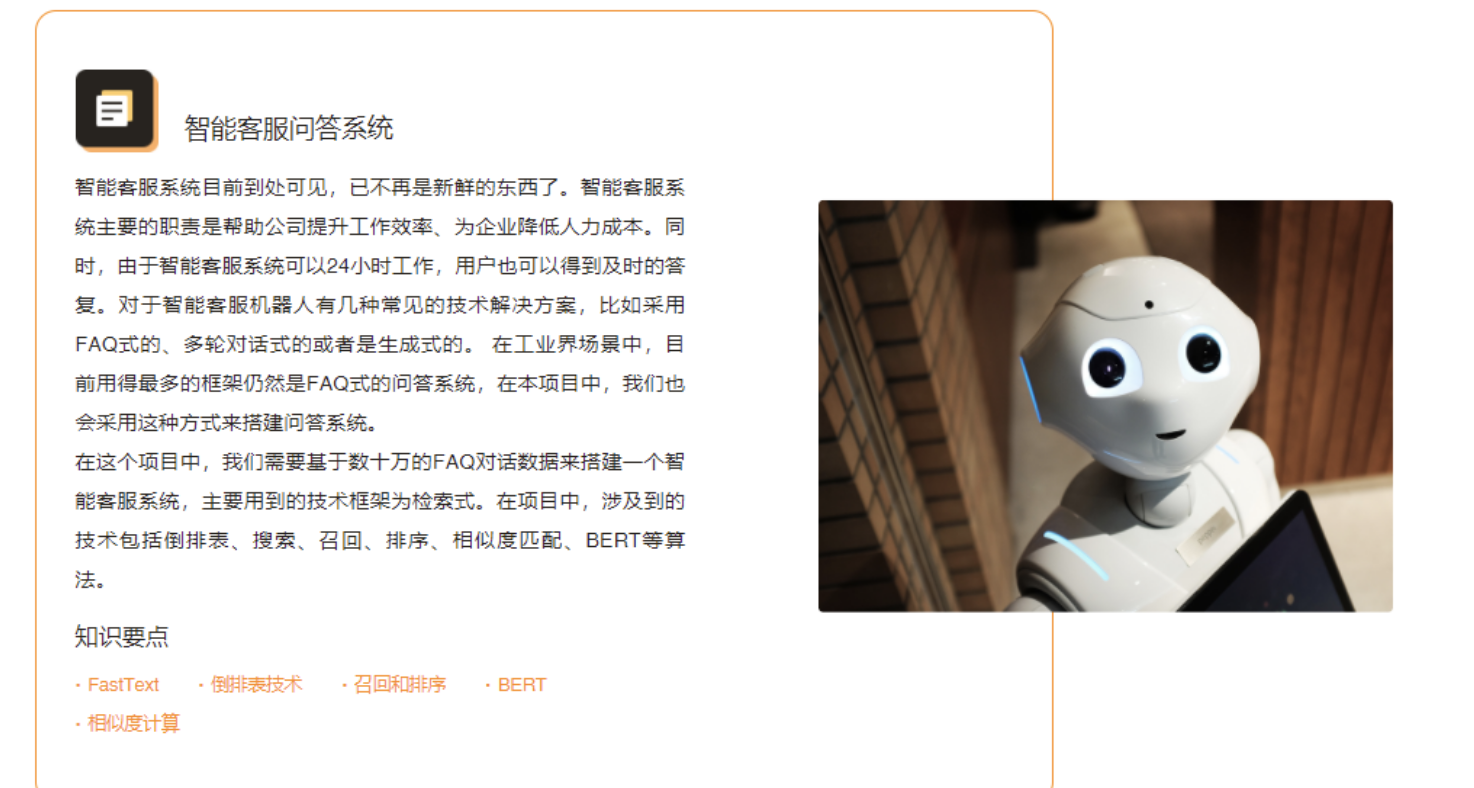 智能客服问答系统
智能客服系统目前到处可见，已不再是新鲜的东西了。智能客服系
统主要的职责是帮助公司提升工作效率、为企业降低人力成本。同
时，由于智能客服系统可以24小时工作，用户也可以得到及时的答
复。对于智能客服机器人有几种常见的技术解决方案，比如采用
FAQ式的、多轮对话式的或者是生成式的。 在工业界场景中，目
前用得最多的框架仍然是FAQ式的问答系统，在本项目中，我们也
会采用这种方式来搭建问答系统。
在这个项目中，我们需要基于数十万的FAQ对话数据来搭建一个智
能客服系统，主要用到的技术框架为检索式。在项目中，涉及到的
技术包括倒排表、搜索、召回、排序、相似度匹配、BERT等算
法。
知识要点
· FastText · 倒排表技术 · 召回和排序 · BERT
· 相似度计算